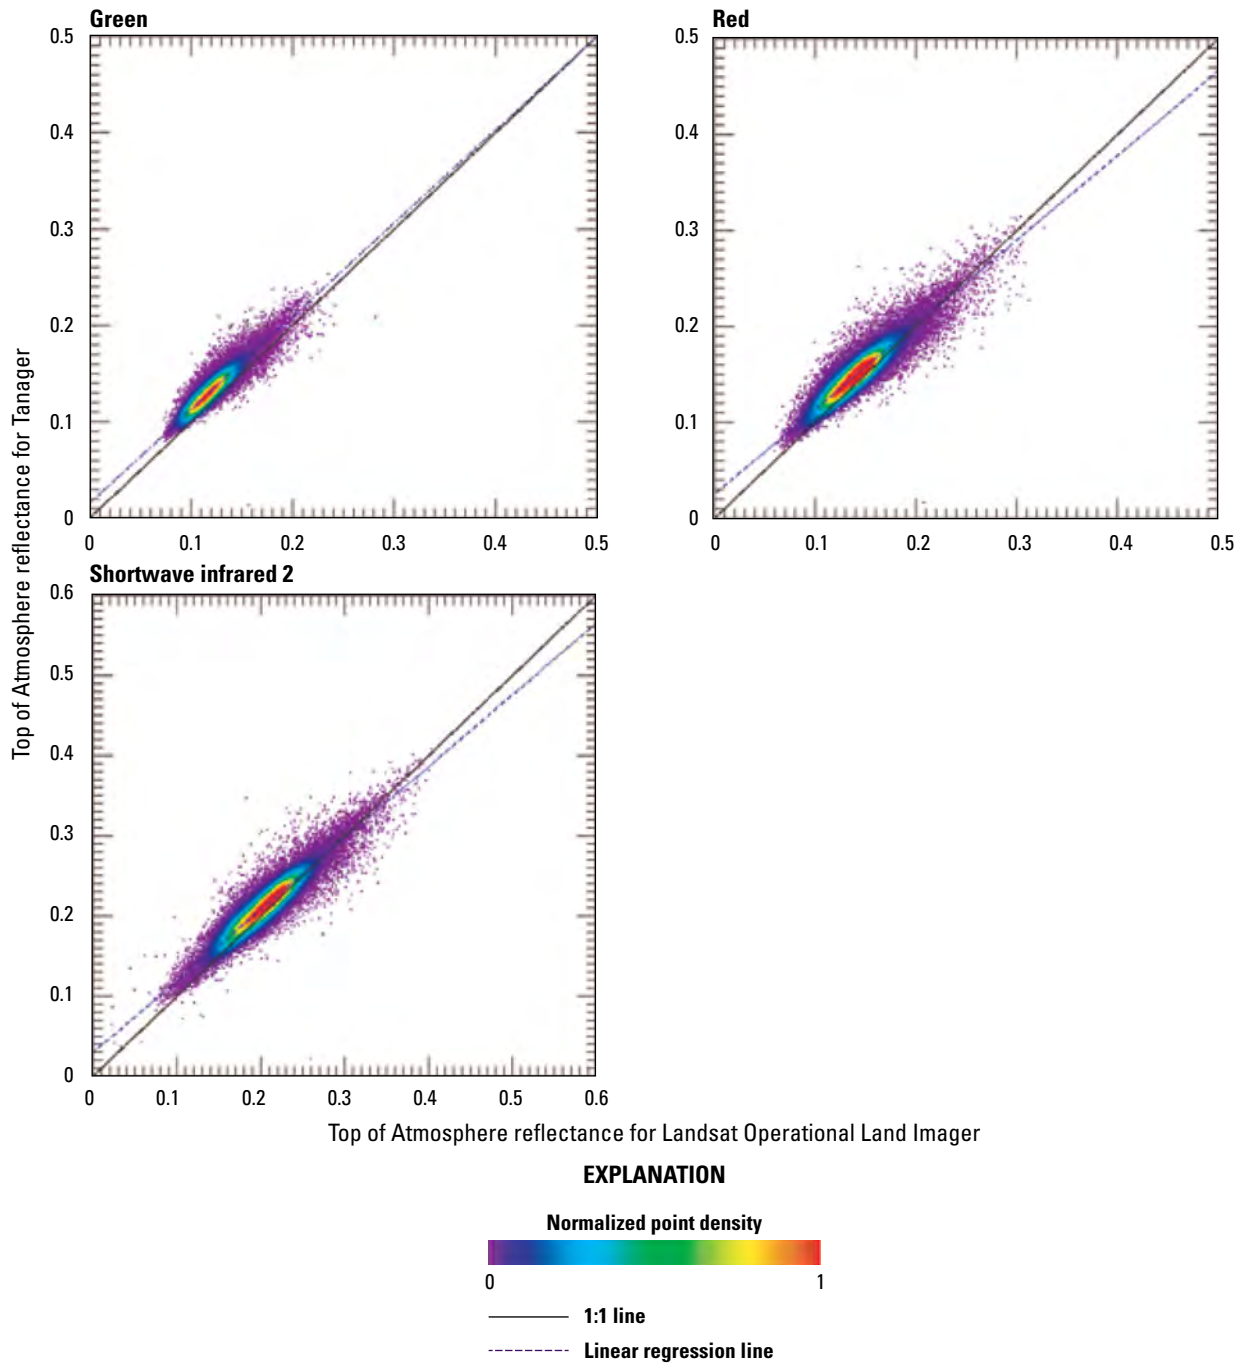 Green
0.5
0.4
0.3
0.2
0.1
0
0 0.1 0.2 0.3 0.4 0.5
Red
0.5
0.4
0.3
0.2
0.1
0
0 0.1 0.2 0.3 0.4 0.5
Top of Atmosphere reflectance for Tanager
Shortwave infrared 2
0.6
0.5
0.4
0.3
0.2
0.1
0
0 0.1 0.2 0.3 0.4 0.5 0.6
Top of Atmosphere reflectance for Landsat Operational Land Imager
EXPLANATION
Normalized point density
0 1
1:1 line
Linear regression line